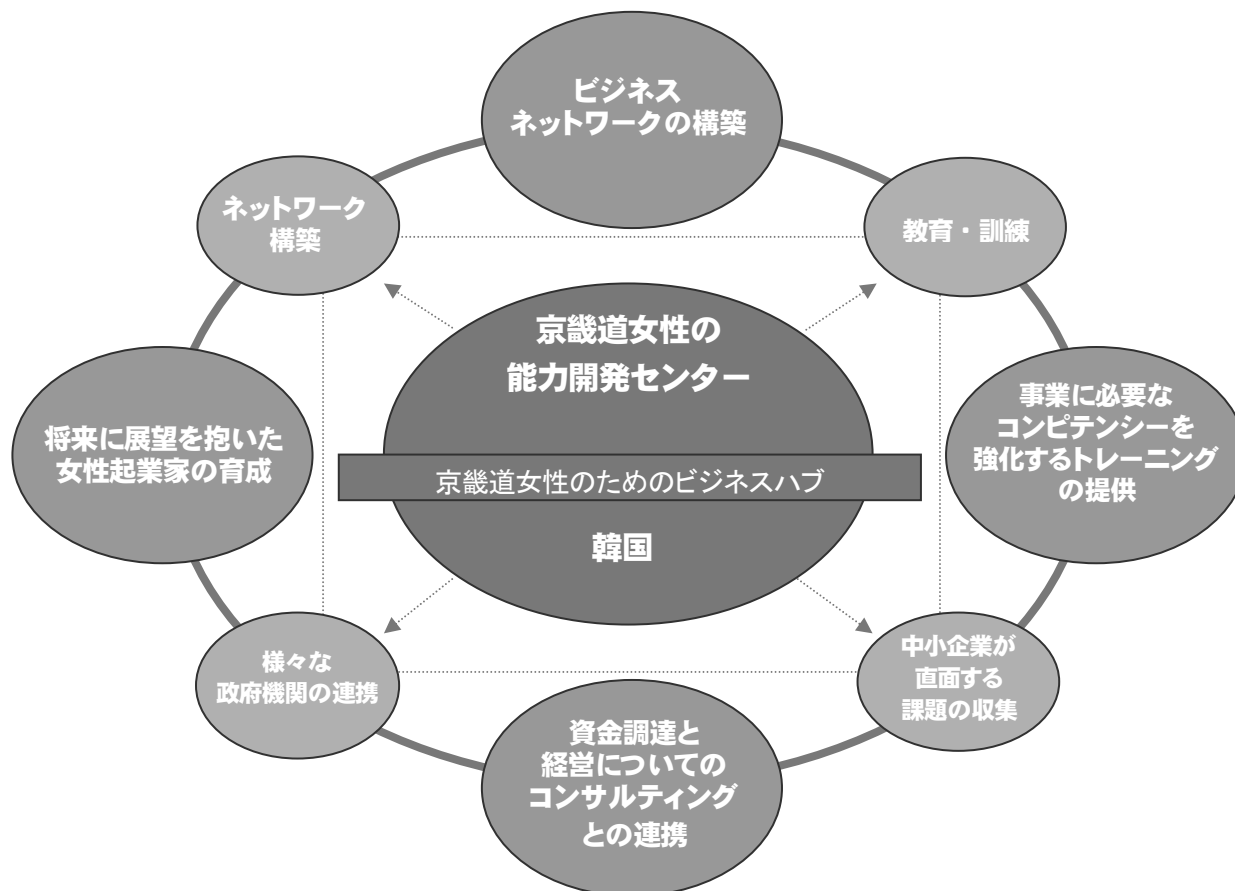 ビジネス
ネットワークの構築
ネットワーク
構築
教育・訓練
京畿道女性の
能力開発センター
将来に展望を抱いた
女性起業家の育成
事業に必要な
コンピテンシーを
強化するトレーニング
の提供
京畿道女性のためのビジネスハブ
韓国
様々な
政府機関の連携
中小企業が
直面する
課題の収集
資金調達と
経営についての
コンサルティング
との連携